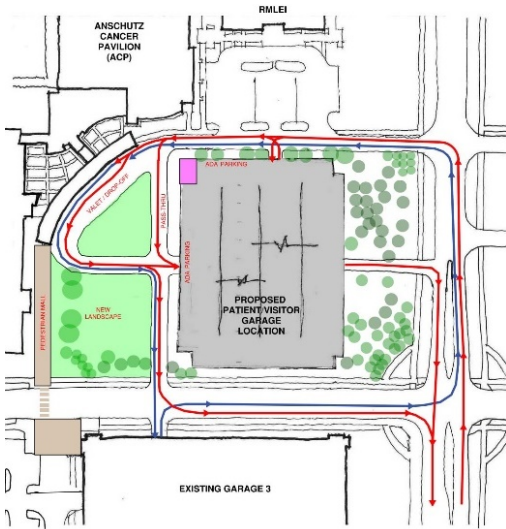 RMLEI
ANSCHUTZ
CANCER
PAVILION
(ACP)
ADA PARKING
VALET / DROP-OFF
PASS-THRU
ADA PARKING
PROPOSED
PATIENT VISITOR
GARAGE
LOCATION
NEW
LANDSCAPE
PEDESTRIAN MALL
EXISTING GARAGE 3